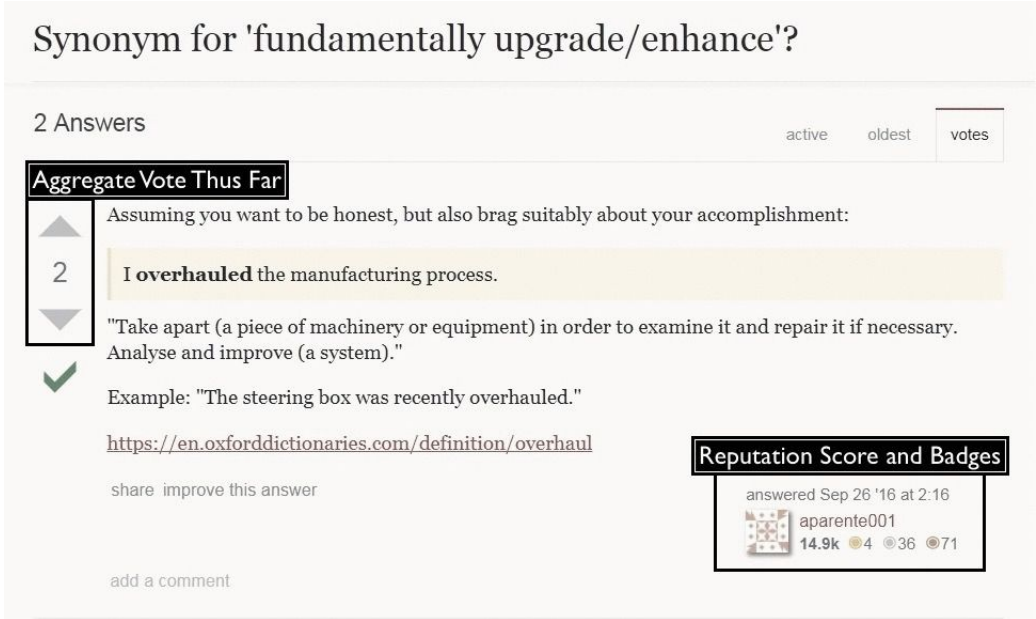 Synonym for 'fundamentally upgrade/enhance'?
2 Answers
active oldest votes
Aggregate Vote Thus Far
Assuming you want to be honest, but also brag suitably about your accomplishment:
2
I overhauled the manufacturing process.
"Take apart (a piece of machinery or equipment) in order to examine it and repair it if necessary.
Analyse and improve (a system)."
Example: "The steering box was recently overhauled."
https://en.oxforddictionaries.com/definition/overhaul
Reputation Score and Badges
share improve this answer
answered Sep 26 '16 at 2:16
aparente001
14.9k 4 36 71
add a comment